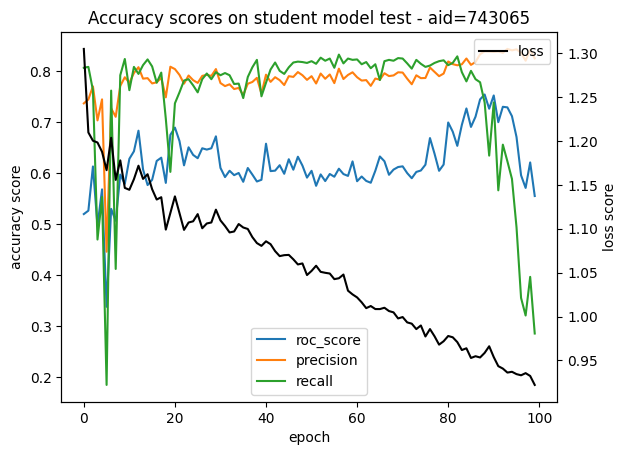 Accuracy scores on student model test - aid=743065
loss
0.8
0.7
0.6
0.5
0.4
0.3
0.2
accuracy score
1.30
1.25
1.20
1.15
1.10
1.05
1.00
0.95
loss score
roc_score
precision
recall
0 20 40 60 80 100
epoch